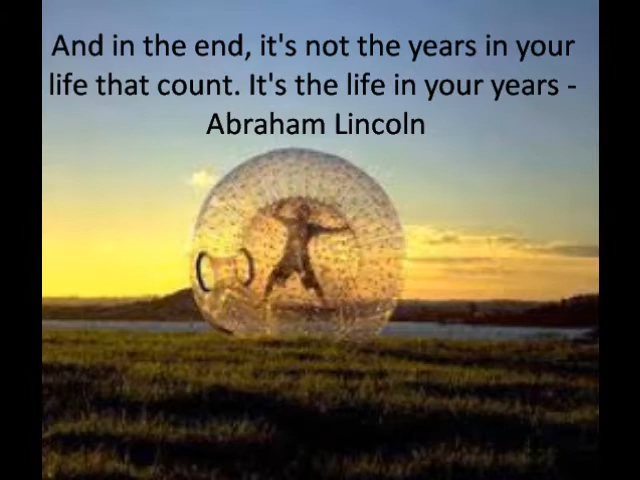 And in the end, it's not the years in your
life that count. It's the life in your years -
Abraham Lincoln